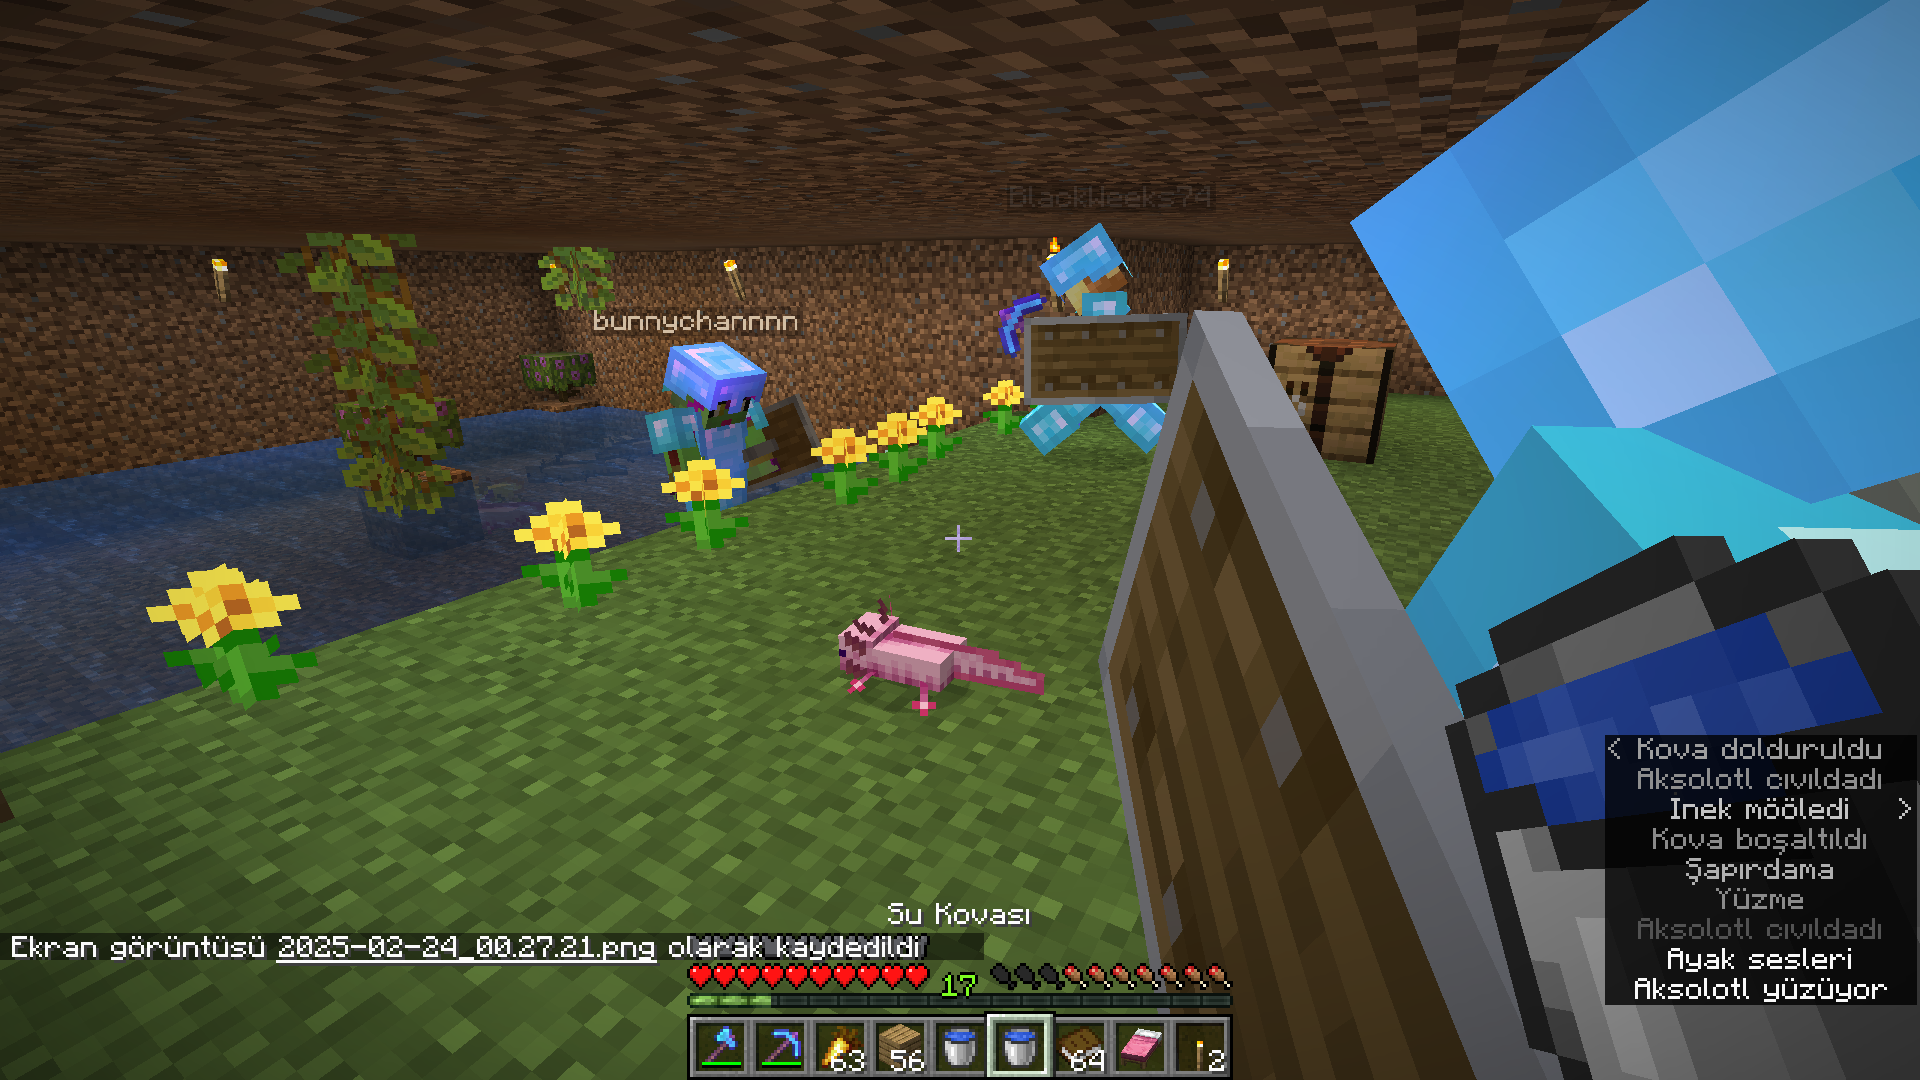 BlackWeeks74
bunnychannnn
< Kova dolduruldu
Aksolotl cıvıldadı
İnek mööledi >
Kova boşaltıldı
Şapırdama
Yüzme
Aksolotl cıvıldadı
Ayak sesleri
Aksolotl yüzüyor
Su Kovası
Ekran görüntüsü 2025-02-24_00.27.21.png olarak kaydedildi
17
63 56 64 2